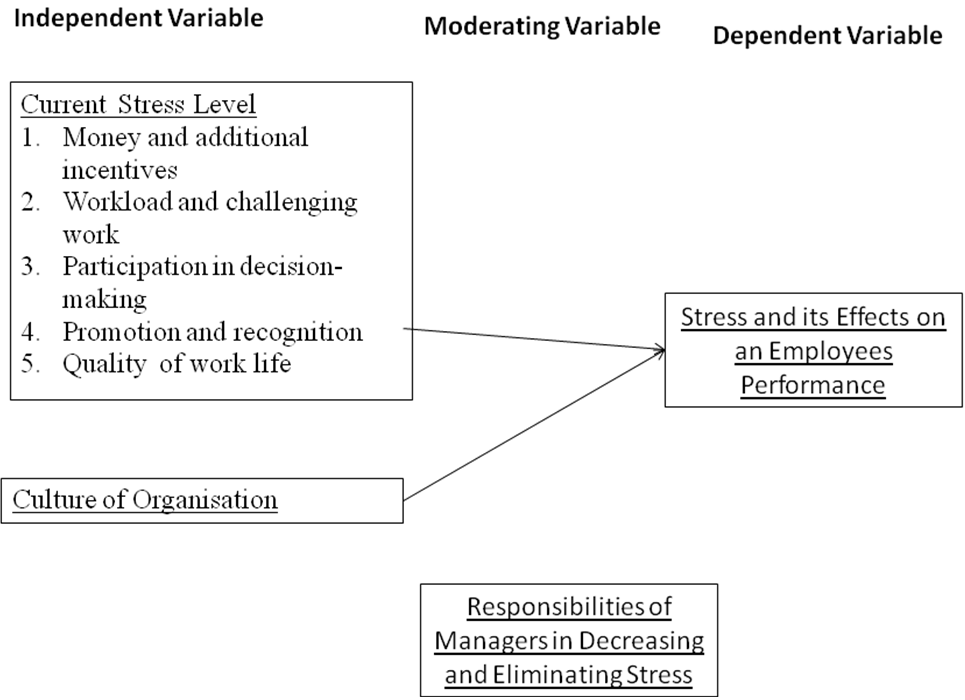 Independent Variable
Moderating Variable
Dependent Variable
Current Stress Level
1. Money and additional
incentives
2. Workload and challenging
work
3. Participation in decision-
making
4. Promotion and recognition
5. Quality of work life
Stress and its Effects on
an Employees
Performance
Culture of Organisation
Responsibilities of
Managers in Decreasing
and Eliminating Stress